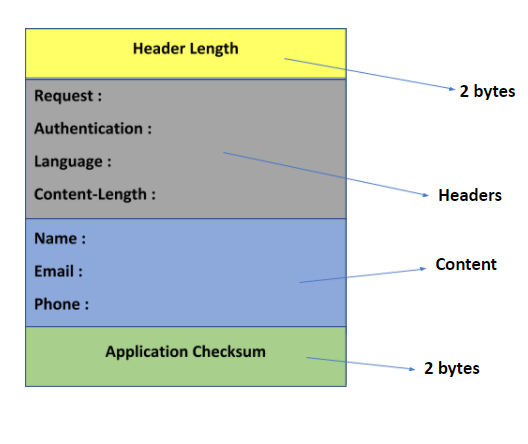 Header Length
2 bytes
Request :
Authentication :
Language :
Content-Length :
Headers
Name :
Email :
Phone :
Content
Application Checksum
2 bytes